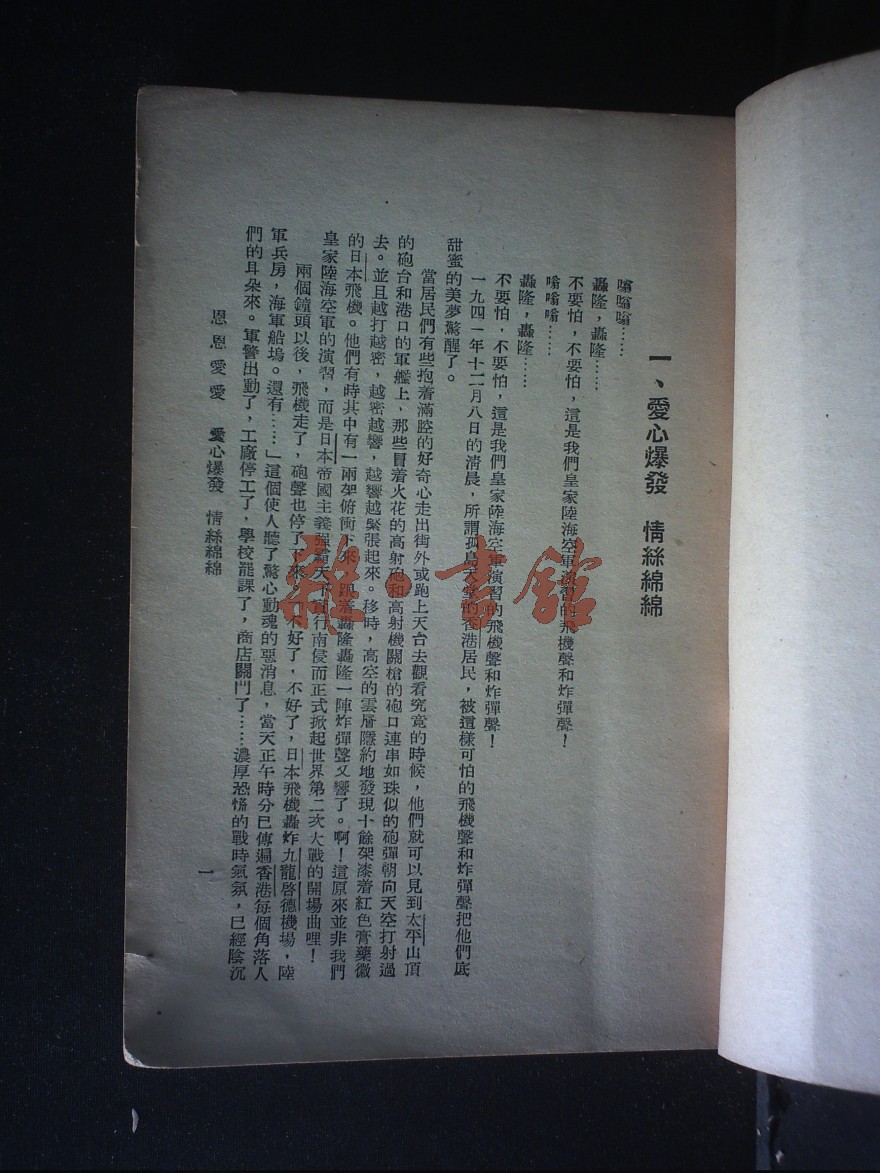 一、愛心爆發　情絲綿綿
嗡嗡嗡……
轟隆，轟隆……
不要怕，不要怕，這是我們皇家陸海空軍演習的飛機聲和炸彈聲！
嗡嗡嗡……
轟隆，轟隆……
不要怕，不要怕，這是我們皇家陸海空軍演習的飛機聲和炸彈聲！
一九四一年十二月八日的清晨，所謂孤島天堂的香港居民，被這樣可怕的飛機聲和炸彈聲把他們底
甜蜜的美夢驚醒了。
當居民們有些抱着滿腔的好奇心走出街外或跑上天台去觀看究竟的時候，他們就可以見到太平山頂
的砲台和港口的軍艦上，那些冒着火花的高射砲和高射機關槍的砲口連串如珠似的砲彈朝向天空打射過
去。並且越打越密，越密越響，越響越緊張起來。移時，高空的雲層隱約地發現十餘架漆着紅色膏藥徽
的日本飛機。他們有時其中有一兩架俯衝下來，跟着轟隆轟隆一陣炸彈聲又響了。啊！這原來並非我們
皇家陸海空軍的演習，而是日本帝國主義強霸天下實行南侵而正式掀起世界第二次大戰的開場曲哩！
兩個鐘頭以後，飛機走了，砲聲也停了下來，「不好了，不好了，日本飛機轟炸九龍啓德機場，陸
軍兵房，海軍船塢。還有……」這個使人聽了驚心動魂的惡消息，當天正午時分已傳遍香港每個角落人
們的耳朵來。軍警出動了，工廠停工了，學校罷課了，商店關門了……濃厚恐慌的戰時氣氛，已經陰沉
恩恩愛愛　愛心爆發　情絲綿綿
一
雜·書館